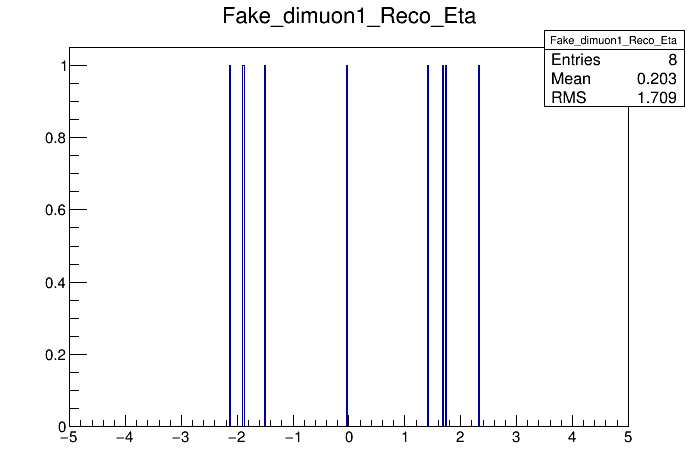 Fake_dimuon1_Reco_Eta
Fake_dimuon1_Reco_Eta
Entries 8
Mean 0.203
RMS 1.709
1
0.8
0.6
0.4
0.2
0
−5 −4 −3 −2 −1 0 1 2 3 4 5